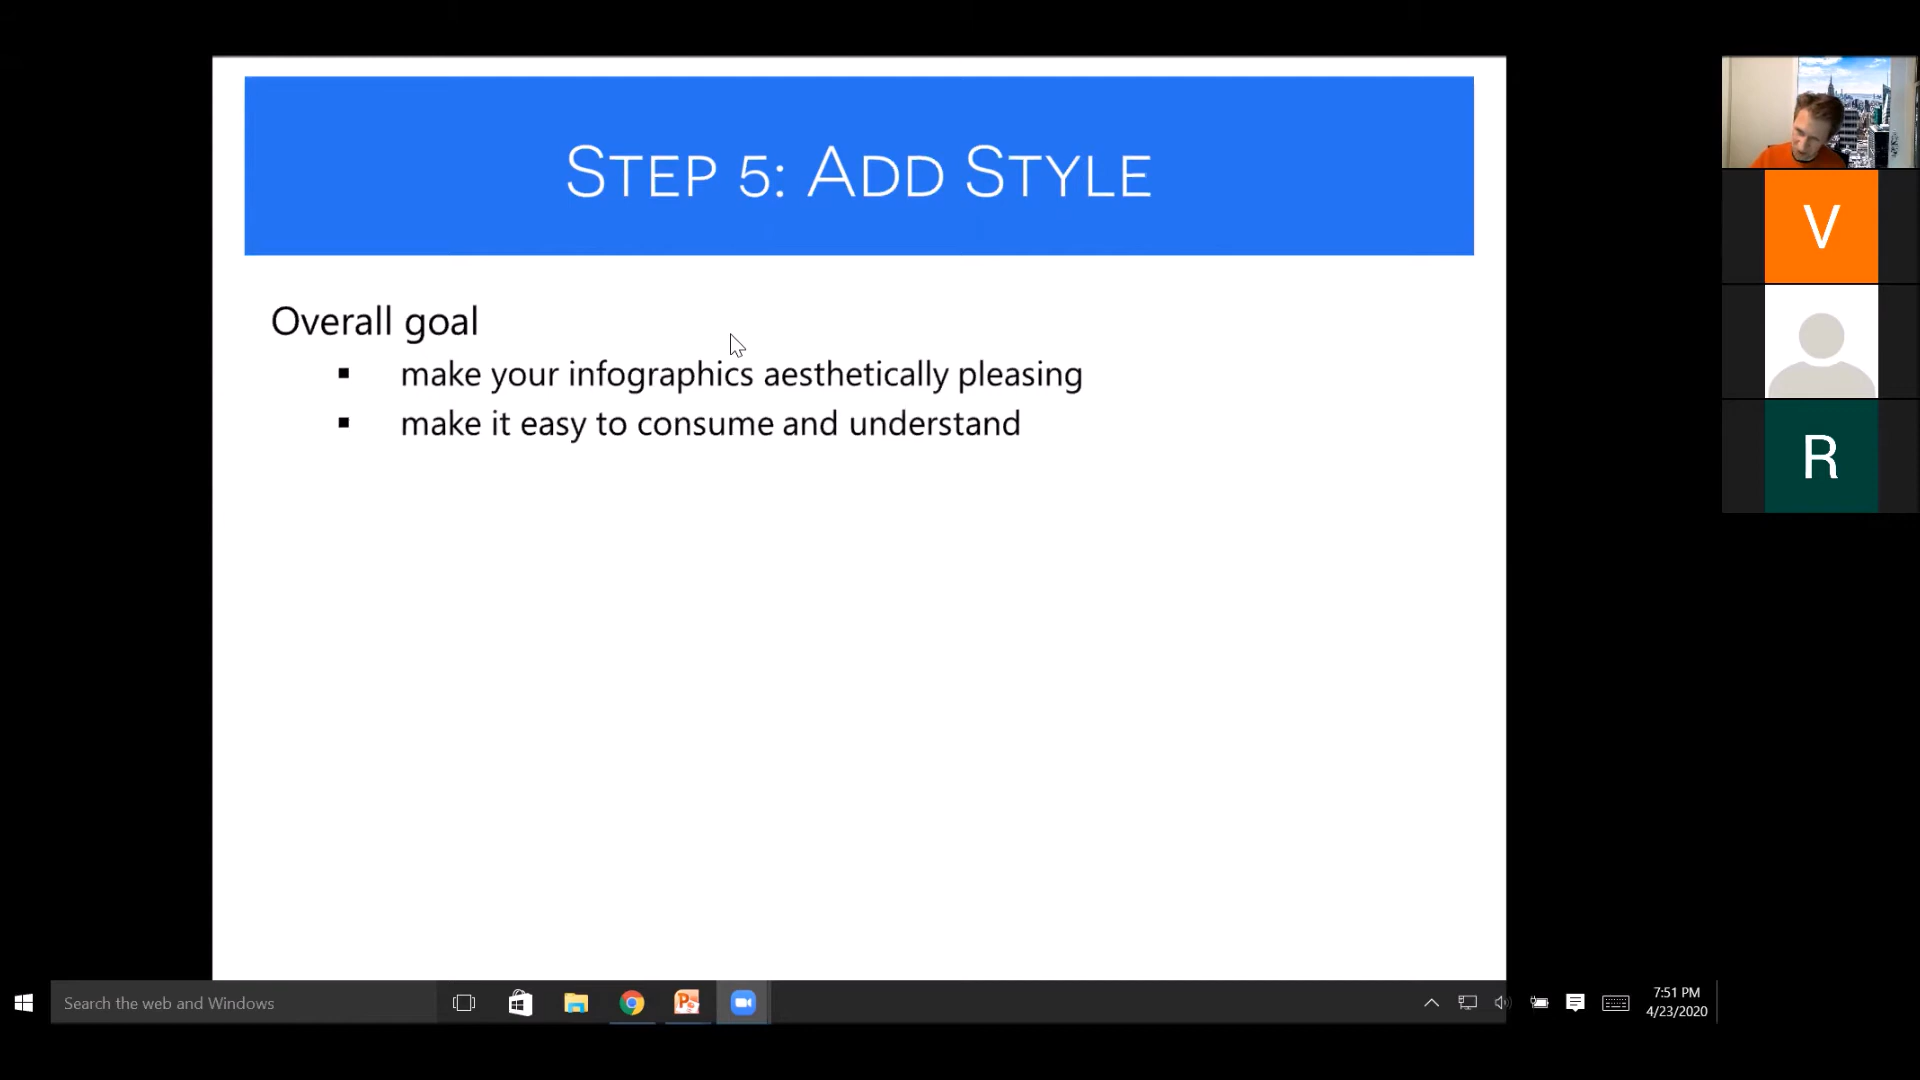 STEP 5: ADD STYLE
Overall goal
▪ make your infographics aesthetically pleasing
▪ make it easy to consume and understand
V
R
Search the web and Windows
7:51 PM
4/23/2020